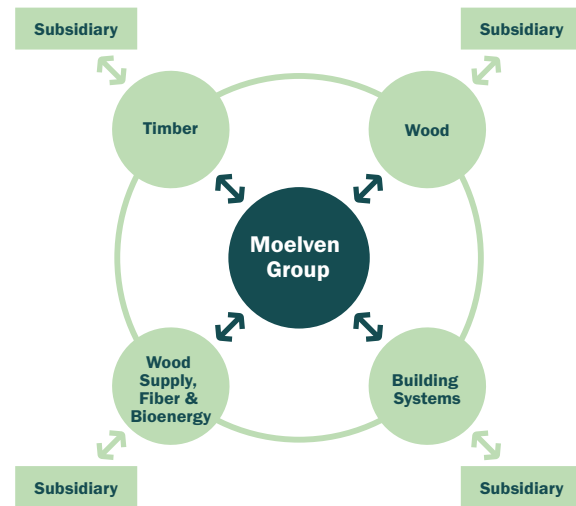 Subsidiary
Subsidiary
Timber
Wood
Moelven
Group
Wood
Supply,
Fiber &
Bioenergy
Building
Systems
Subsidiary
Subsidiary